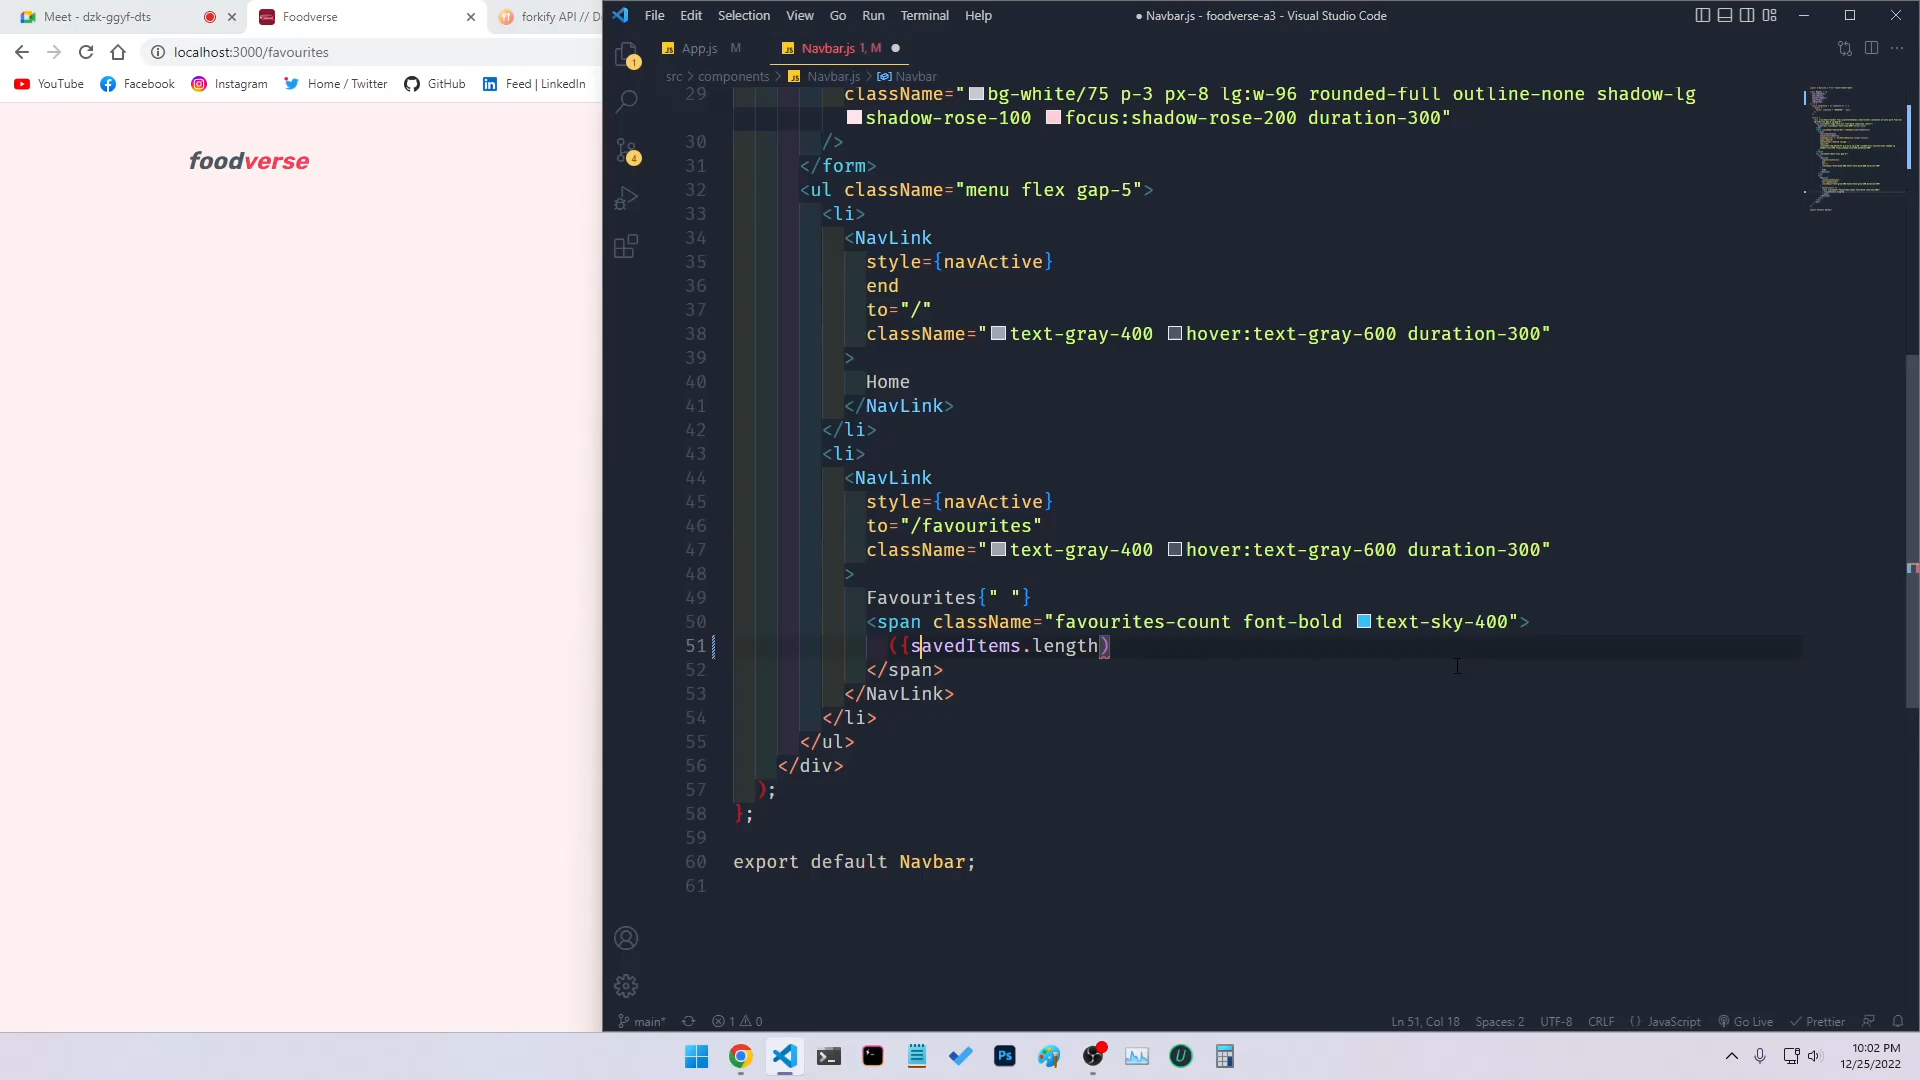 Meet - dzk-ggyf-dts
Foodverse
forkify API // D
localhost:3000/favourites
YouTube
Facebook
Instagram
Home / Twitter
GitHub
Feed | LinkedIn
foodverse
File Edit Selection View Go Run Terminal Help
● Navbar.js - foodverse-a3 - Visual Studio Code
App.js M
Navbar.js 1, M ●
src > components > Navbar.js > Navbar
29 className="bg-white/75 p-3 px-8 lg:w-96 rounded-full outline-none shadow-lg
shadow-rose-100 focus:shadow-rose-200 duration-300"
30 />
31 </form>
32 <ul className="menu flex gap-5">
33 <li>
34 <NavLink
35 style={navActive}
36 end
37 to="/"
38 className="text-gray-400 hover:text-gray-600 duration-300"
39 >
40 Home
41 </NavLink>
42 </li>
43 <li>
44 <NavLink
45 style={navActive}
46 to="/favourites"
47 className="text-gray-400 hover:text-gray-600 duration-300"
48 >
49 Favourites{" "}
50 <span className="favourites-count font-bold text-sky-400">
51 ({savedItems.length)
52 </span>
53 </NavLink>
54 </li>
55 </ul>
56 </div>
57 );
58 };
59
60 export default Navbar;
61
1
4
main*
1 0
Ln 51, Col 18
Spaces: 2
UTF-8
CRLF
{} JavaScript
Go Live
Prettier
Ps
U
10:02 PM
12/25/2022